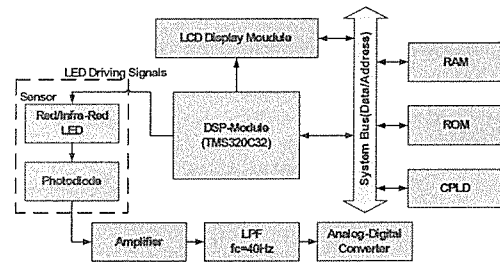 LCD Display Moudule
LED Driving Signals
Sensor
Red/Infra-Red
LED
Photodiode
DSP-Module
(TMS320C32)
System Bus(Data/Address)
RAM
ROM
CPLD
Amplifier
LPF
fc=40Hz
Analog-Digital
Converter